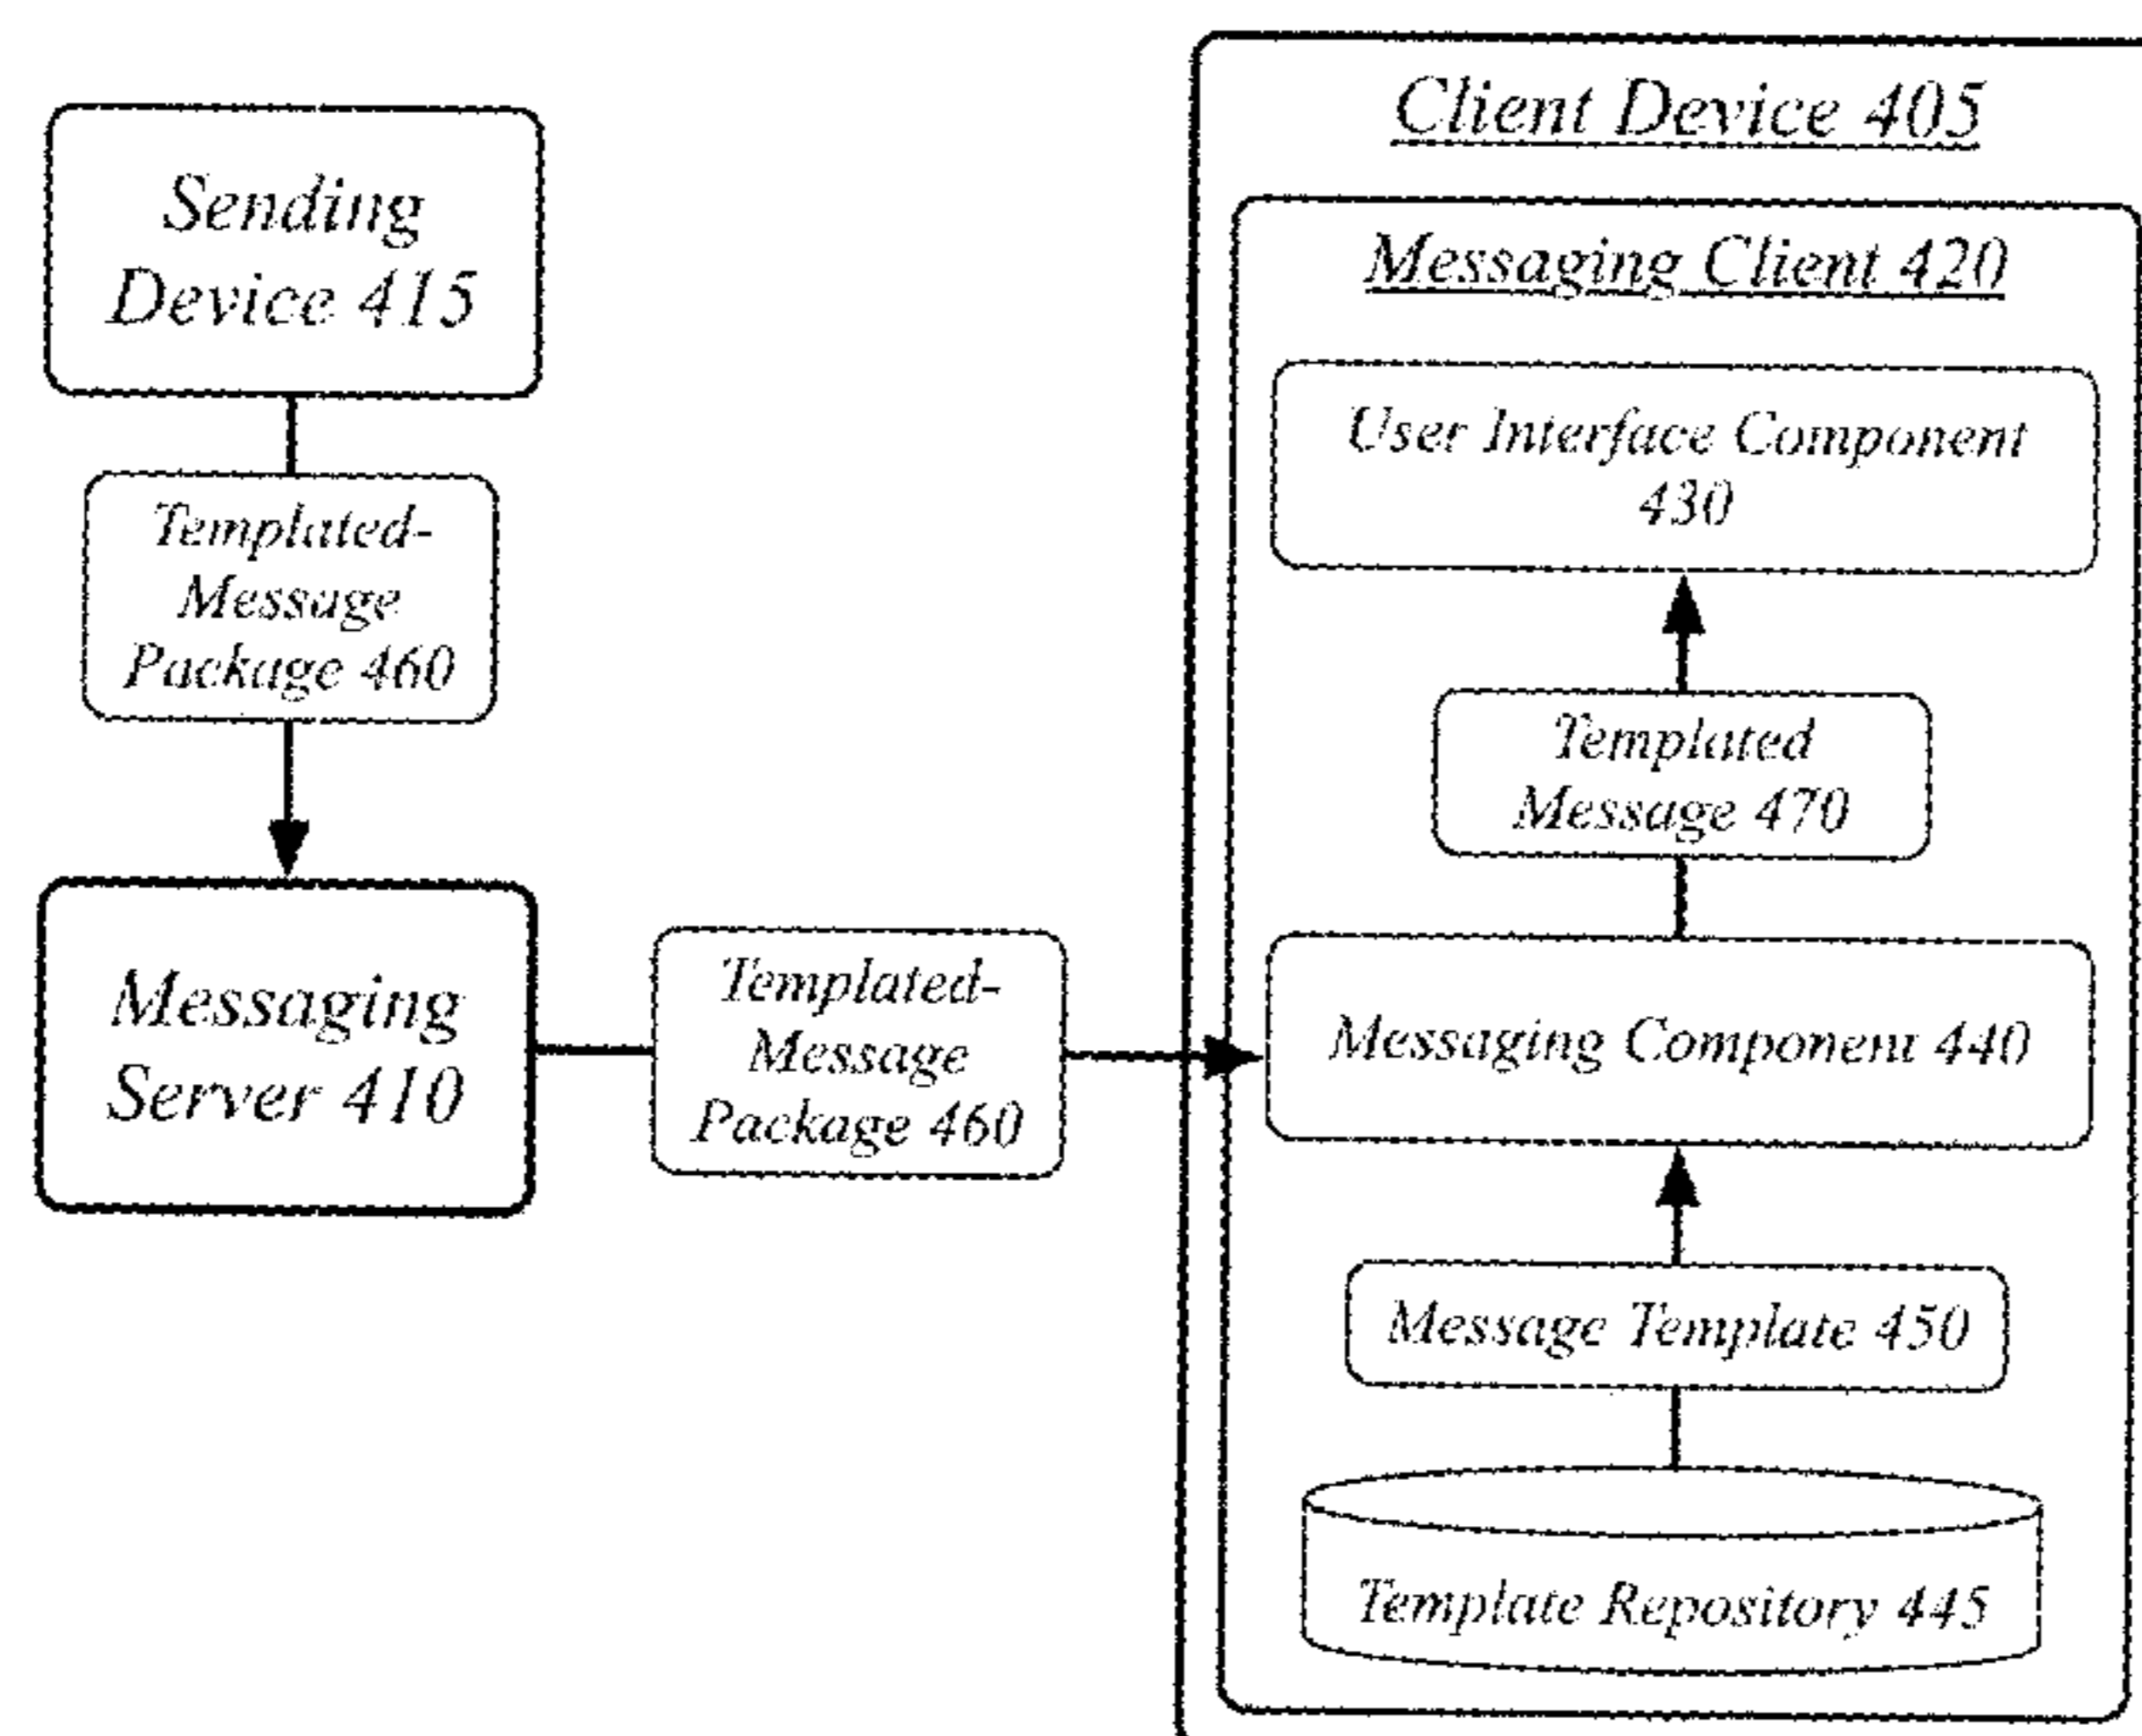 Sending
Device 415
Templated-
Message
Package 460
Messaging
Server 410
Templated-
Message
Package 460
Client Device 405
Messaging Client 420
User Interface Component
430
Templated
Message 470
Messaging Component 440
Message Template 450
Template Repository 445